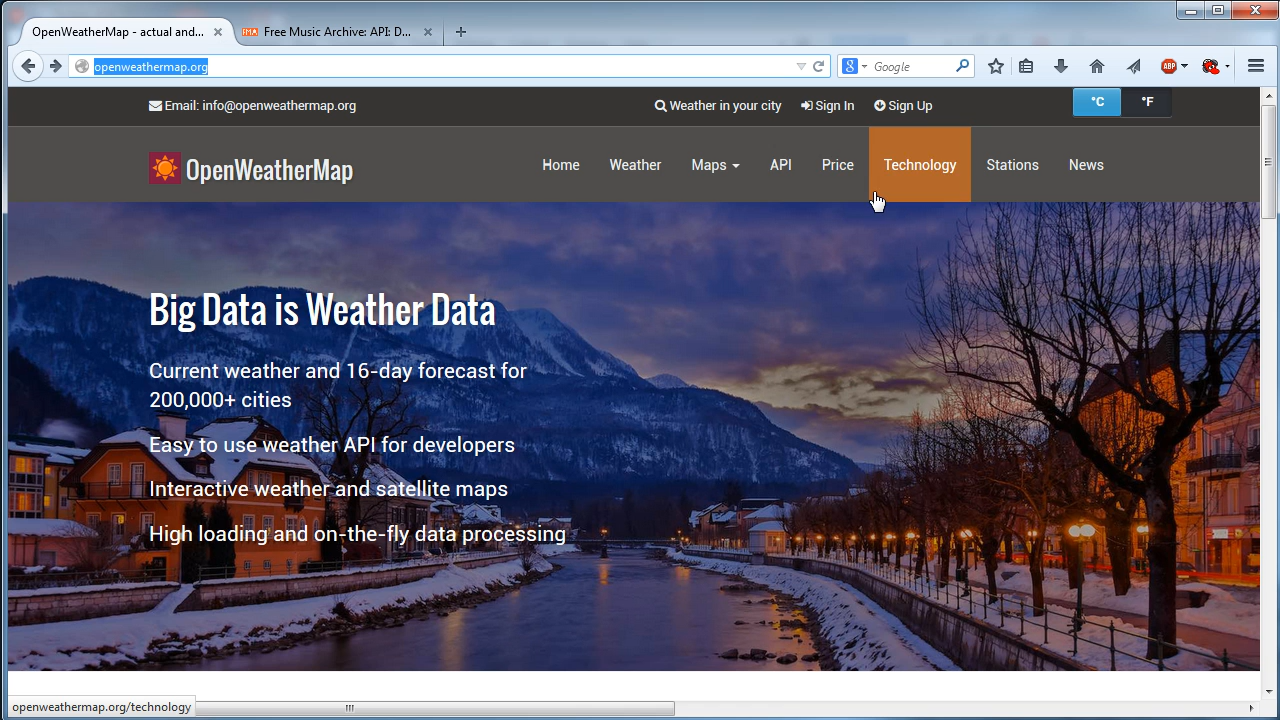 OpenWeatherMap - actual and...
Free Music Archive: API: D...
openweathermap.org
Google
Email: info@openweathermap.org
Weather in your city
Sign In
Sign Up
°C
°F
OpenWeatherMap
Home
Weather
Maps
API
Price
Technology
Stations
News
Big Data is Weather Data
Current weather and 16-day forecast for
200,000+ cities
Easy to use weather API for developers
Interactive weather and satellite maps
High loading and on-the-fly data processing
openweathermap.org/technology